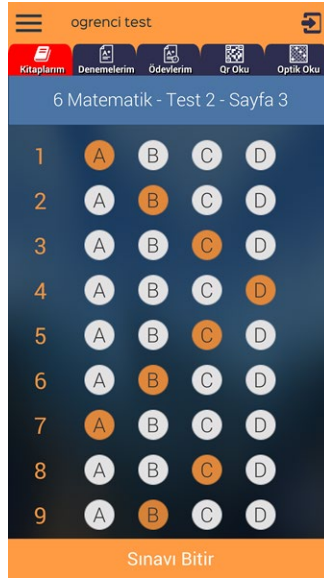 ogrenci test
Kitaplarım Denemelerim Ödevlerim Qr Oku Optik Oku
6 Matematik - Test 2 - Sayfa 3
1 A B C D
2 A B C D
3 A B C D
4 A B C D
5 A B C D
6 A B C D
7 A B C D
8 A B C D
9 A B C D
Sınavı Bitir